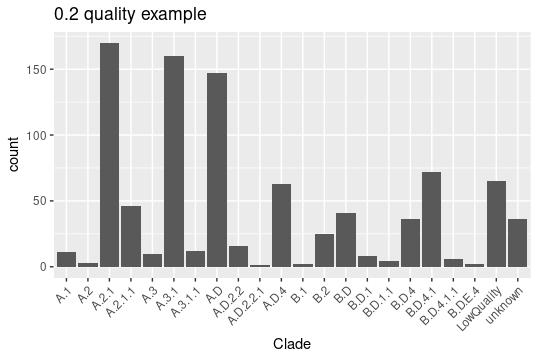 0.2 quality example
count
150
100
50
0
A.1 A.2 A.2.1 A.2.1.1 A.3 A.3.1 A.3.1.1 A.D A.D.2.2 A.D.2.2.1 A.D.4 B.1 B.2 B.D B.D.1 B.D.1.1 B.D.4 B.D.4.1 B.D.4.1.1 B.D.E.4 LowQuality unknown
Clade